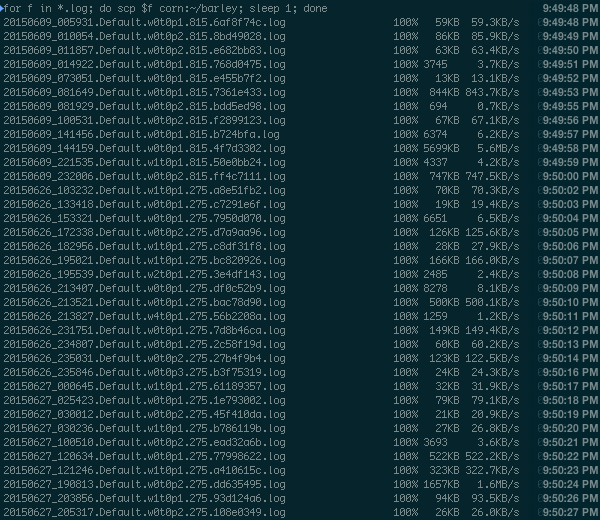 for f in *.log; do scp $f corn:~/barley; sleep 1; done 9:49:48 PM
20150609_005931.Default.w0t0p1.815.6af8f74c.log 100% 59KB 59.3KB/s 9:49:48 PM
20150609_010054.Default.w0t0p2.815.8bd49028.log 100% 86KB 85.9KB/s 9:49:49 PM
20150609_011857.Default.w0t0p2.815.e682bb83.log 100% 63KB 63.4KB/s 9:49:50 PM
20150609_014922.Default.w1t0p1.815.768d0475.log 100% 3745 3.7KB/s 9:49:51 PM
20150609_073051.Default.w0t0p1.815.e455b7f2.log 100% 13KB 13.1KB/s 9:49:52 PM
20150609_081649.Default.w0t0p1.815.7361e433.log 100% 844KB 843.7KB/s 9:49:53 PM
20150609_081929.Default.w0t0p2.815.bdd5ed98.log 100% 694 0.7KB/s 9:49:55 PM
20150609_100531.Default.w0t0p2.815.f2899123.log 100% 67KB 67.1KB/s 9:49:56 PM
20150609_141456.Default.w0t0p2.815.b724bfa.log 100% 6374 6.2KB/s 9:49:57 PM
20150609_144159.Default.w1t0p1.815.4f7d3302.log 100% 5699KB 5.6MB/s 9:49:58 PM
20150609_221535.Default.w1t0p1.815.50e0bb24.log 100% 4337 4.2KB/s 9:49:59 PM
20150609_232006.Default.w0t0p2.815.ff4c7111.log 100% 747KB 747.5KB/s 9:50:00 PM
20150626_103232.Default.w0t0p1.275.a8e51fb2.log 100% 70KB 70.3KB/s 9:50:02 PM
20150626_133418.Default.w0t0p1.275.c7291e6f.log 100% 19KB 19.4KB/s 9:50:03 PM
20150626_153321.Default.w0t0p1.275.7950d070.log 100% 6651 6.5KB/s 9:50:04 PM
20150626_172338.Default.w0t0p2.275.d7a9aa96.log 100% 126KB 125.6KB/s 9:50:05 PM
20150626_182956.Default.w1t0p1.275.c8df31f8.log 100% 28KB 27.9KB/s 9:50:06 PM
20150626_195021.Default.w1t0p1.275.bc820926.log 100% 166KB 166.0KB/s 9:50:07 PM
20150626_195539.Default.w0t0p2.275.3e4df143.log 100% 2485 2.4KB/s 9:50:08 PM
20150626_213407.Default.w0t0p1.275.df0c52b9.log 100% 8278 8.1KB/s 9:50:09 PM
20150626_213521.Default.w0t0p1.275.bac78d90.log 100% 500KB 500.1KB/s 9:50:10 PM
20150626_213827.Default.w4t0p1.275.56b2208a.log 100% 1259 1.2KB/s 9:50:11 PM
20150626_231751.Default.w0t0p2.275.7d8b46ca.log 100% 149KB 149.4KB/s 9:50:12 PM
20150626_234807.Default.w0t0p1.275.2c58f19d.log 100% 60KB 60.2KB/s 9:50:13 PM
20150626_235031.Default.w0t0p2.275.27b4f9b4.log 100% 123KB 122.5KB/s 9:50:14 PM
20150626_235846.Default.w0t0p3.275.b3f75319.log 100% 24KB 24.3KB/s 9:50:16 PM
20150627_000645.Default.w1t0p1.275.61189357.log 100% 32KB 31.9KB/s 9:50:17 PM
20150627_025423.Default.w0t0p1.275.1e793002.log 100% 79KB 79.1KB/s 9:50:18 PM
20150627_030012.Default.w0t0p2.275.45f410da.log 100% 21KB 20.9KB/s 9:50:19 PM
20150627_030236.Default.w1t0p1.275.b786119b.log 100% 27KB 26.8KB/s 9:50:20 PM
20150627_100510.Default.w0t0p2.275.ead32a6b.log 100% 3693 3.6KB/s 9:50:21 PM
20150627_120634.Default.w0t0p1.275.77998622.log 100% 522KB 522.2KB/s 9:50:22 PM
20150627_121246.Default.w1t0p1.275.a410615c.log 100% 323KB 322.7KB/s 9:50:23 PM
20150627_190813.Default.w0t0p2.275.dd635495.log 100% 1657KB 1.6MB/s 9:50:24 PM
20150627_203856.Default.w1t0p1.275.93d124a6.log 100% 94KB 93.5KB/s 9:50:26 PM
20150627_205317.Default.w0t0p2.275.108e0349.log 100% 26KB 26.0KB/s 9:50:27 PM